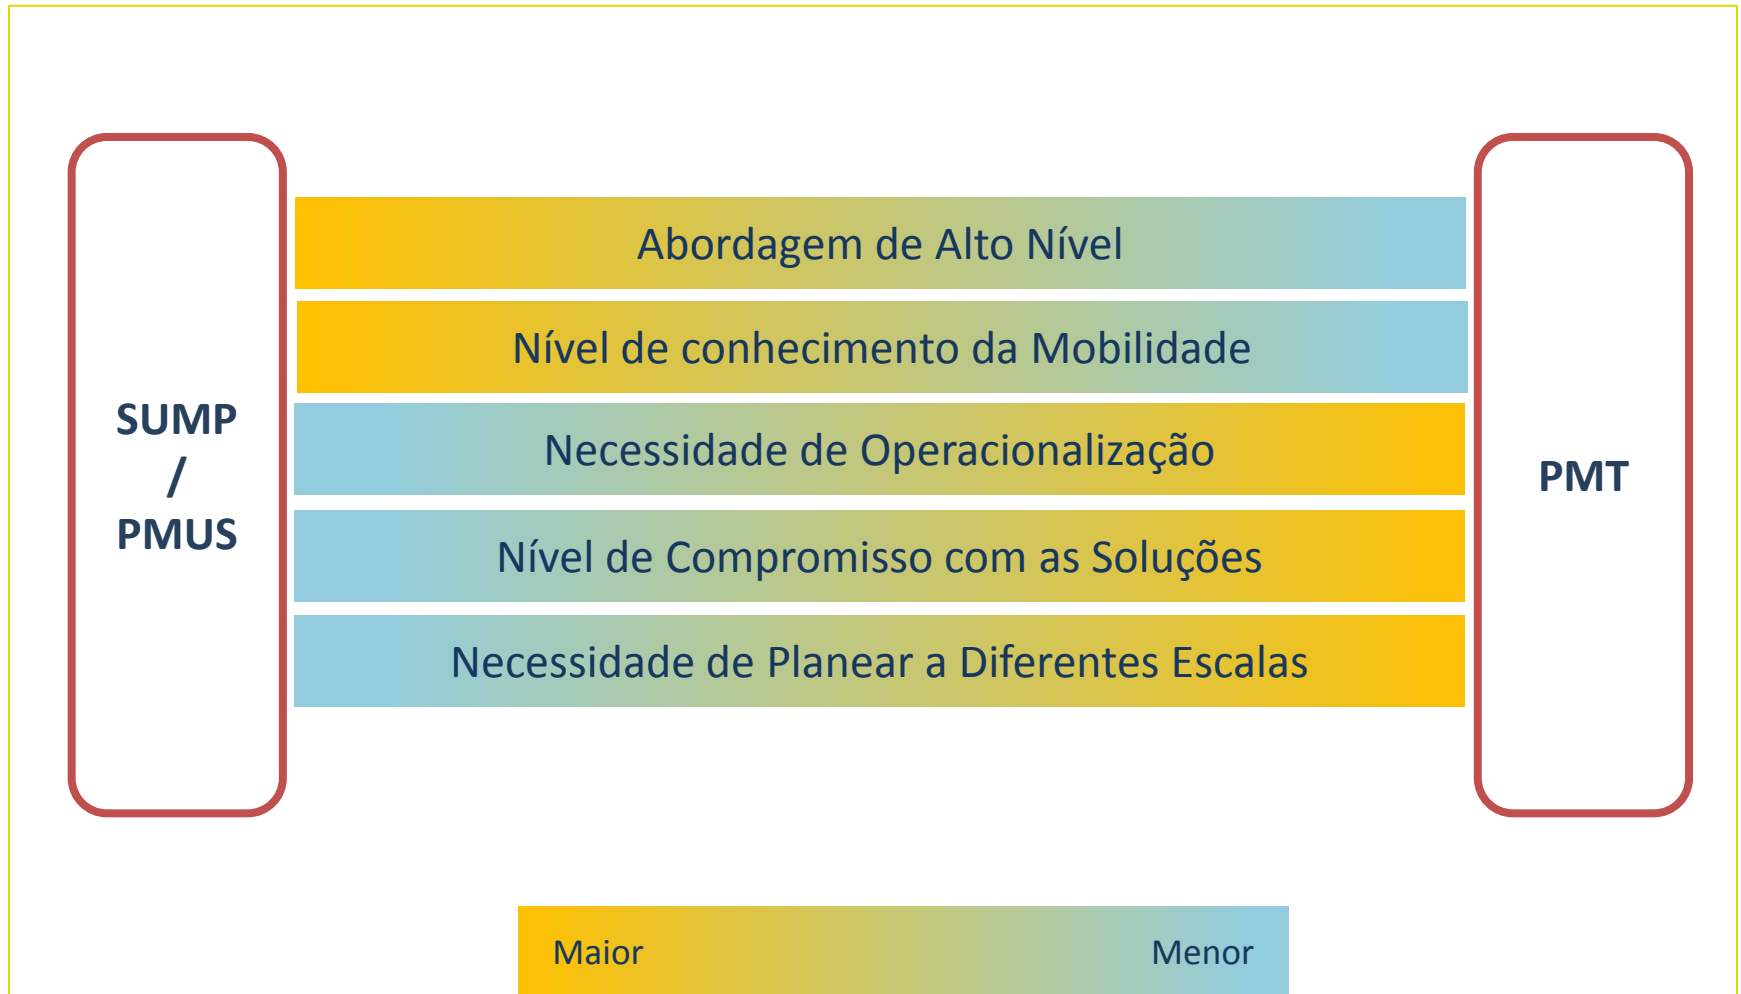 SUMP
/
PMUS
Abordagem de Alto Nível
Nível de conhecimento da Mobilidade
Necessidade de Operacionalização
Nível de Compromisso com as Soluções
Necessidade de Planear a Diferentes Escalas
PMT
Maior
Menor